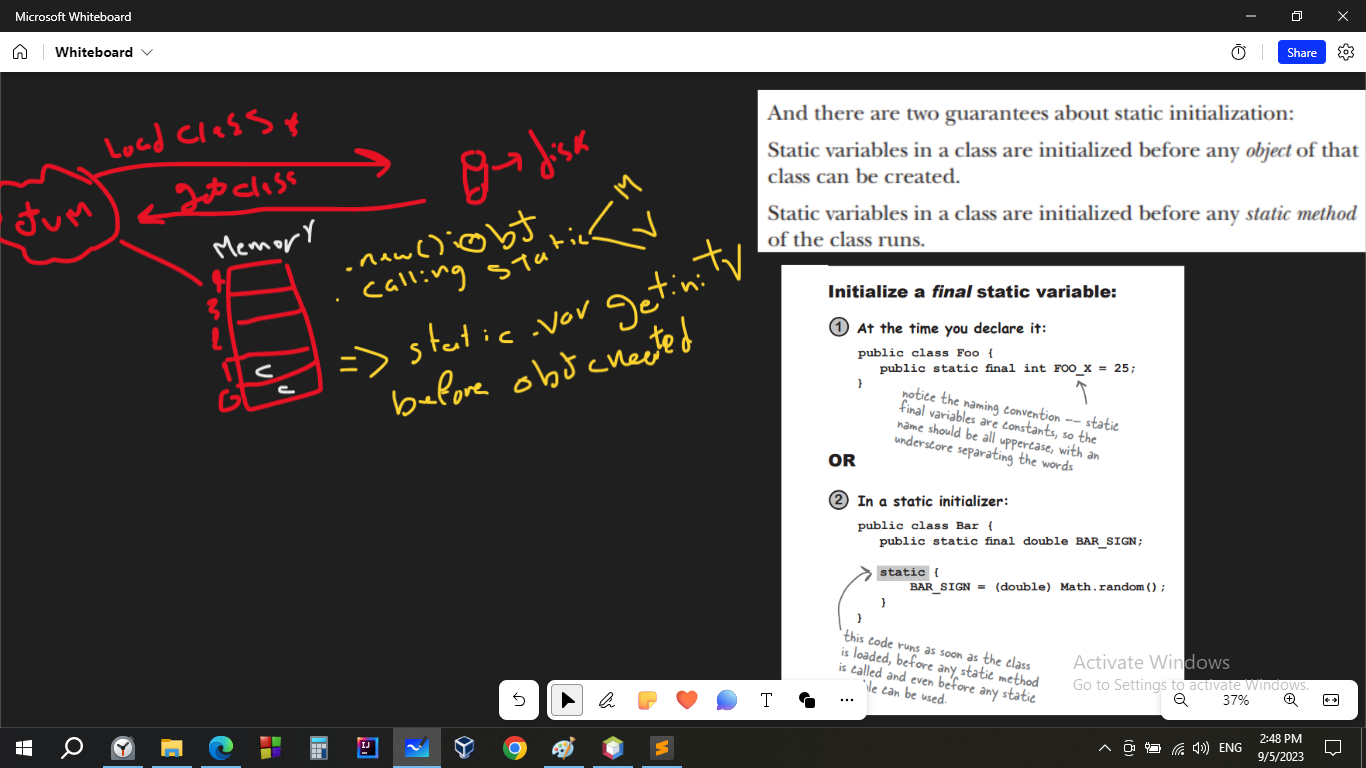 Microsoft Whiteboard
Whiteboard
Share
Load class
get class
disk
JVM
Memory
4
3
2
1
0
C
C
. new(): Obj
. calling static
M
V
=> static var get init
before obj created
And there are two guarantees about static initialization:
Static variables in a class are initialized before any object of that
class can be created.
Static variables in a class are initialized before any static method
of the class runs.
Initialize a final static variable:
1 At the time you declare it:
public class Foo {
public static final int FOO_X = 25;
}
notice the naming convention -- static
final variables are constants, so the
name should be all uppercase, with an
underscore separating the words
OR
2 In a static initializer:
public class Bar {
public static final double BAR_SIGN;
static {
BAR_SIGN = (double) Math.random();
}
}
this code runs as soon as the class
is loaded, before any static method
is called and even before any static
le can be used.
Activate Windows
Go to Settings to activate Windows.
T
37%
ENG
2:48 PM
9/5/2023